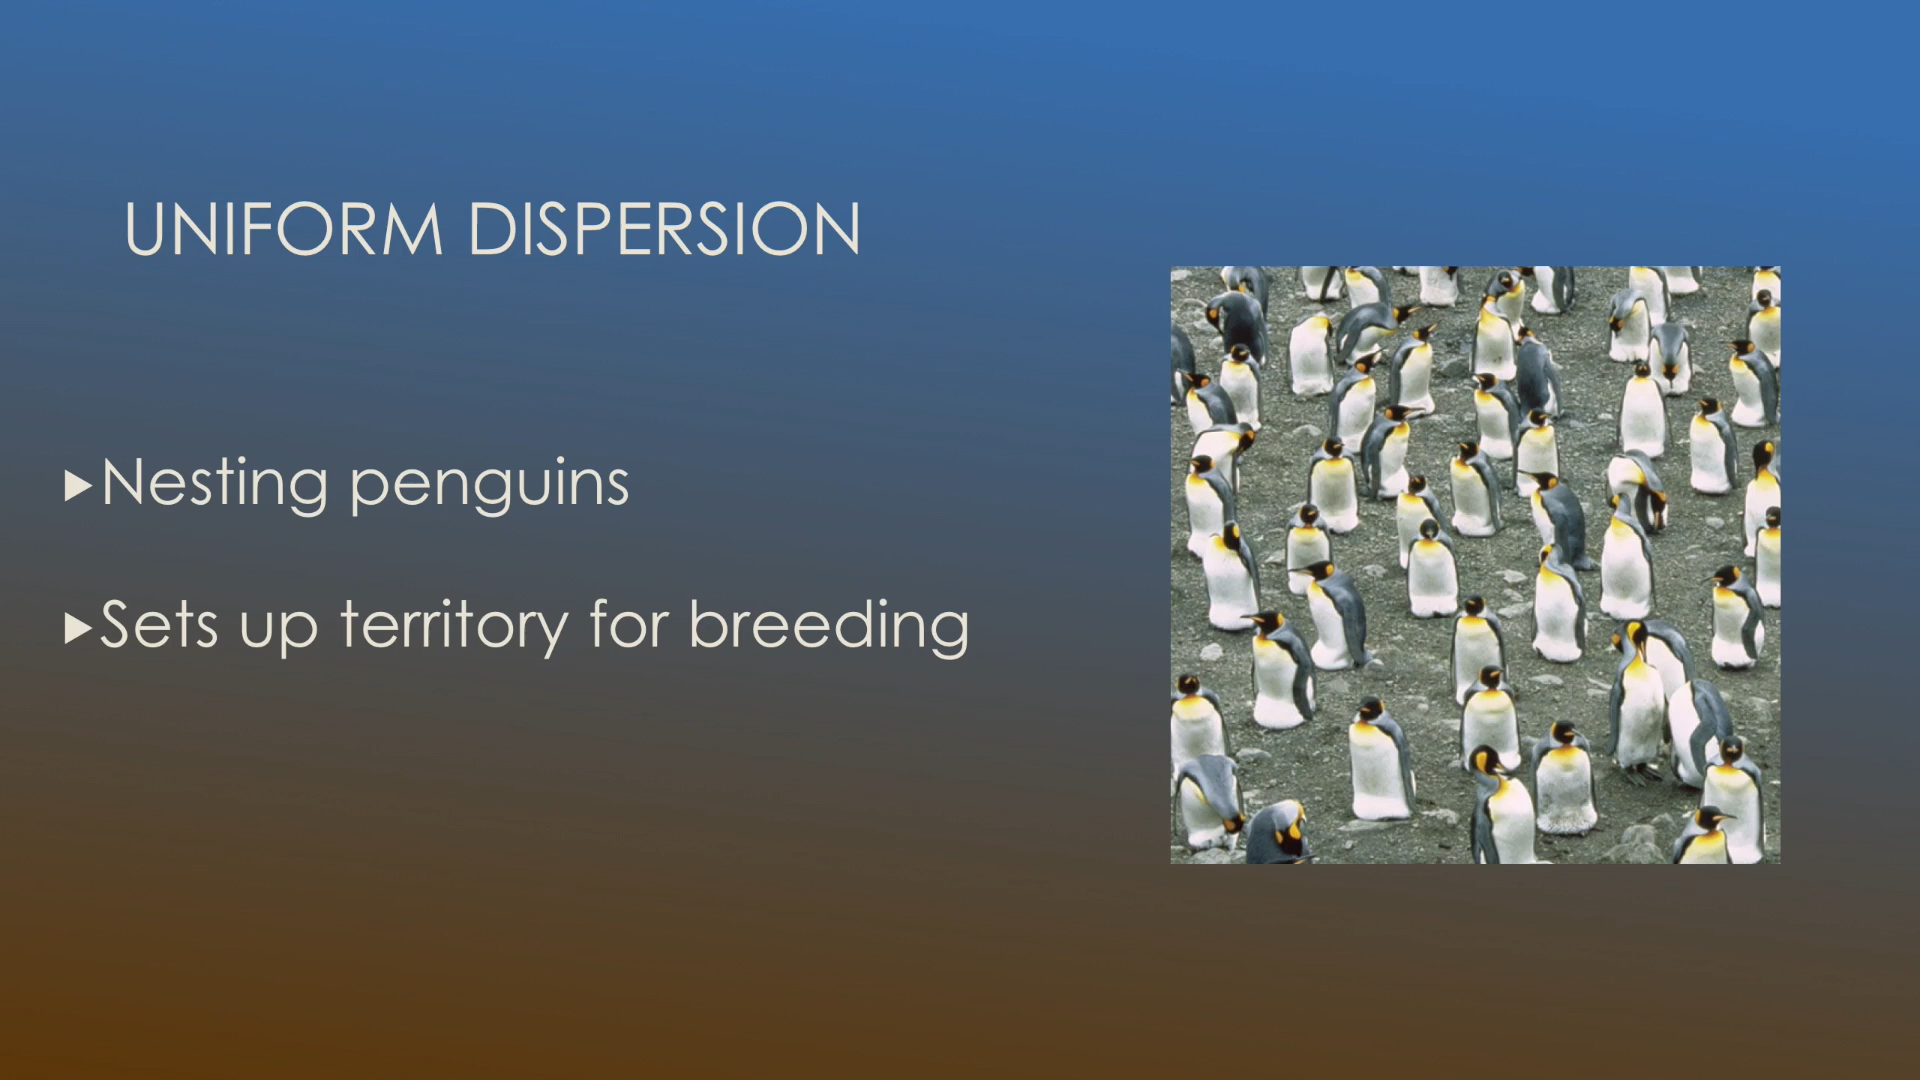 UNIFORM DISPERSION
▶Nesting penguins
▶Sets up territory for breeding